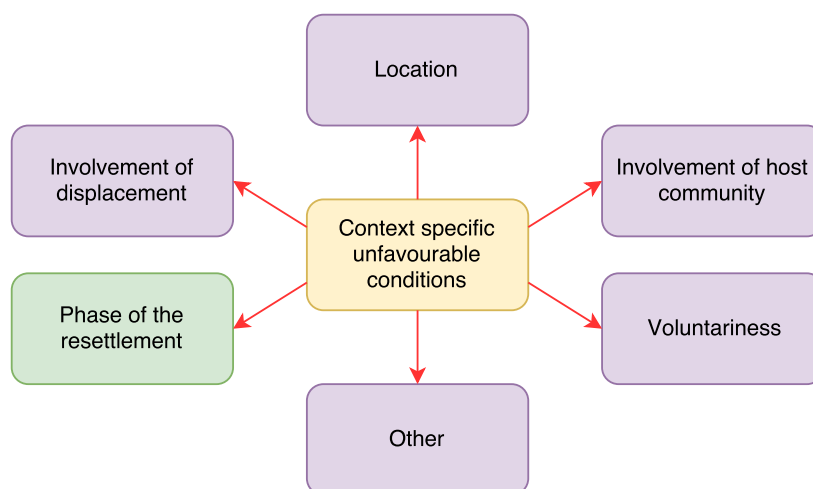 Location
Involvement of
displacement
Involvement of host
community
Context specific
unfavourable
conditions
Phase of the
resettlement
Voluntariness
Other